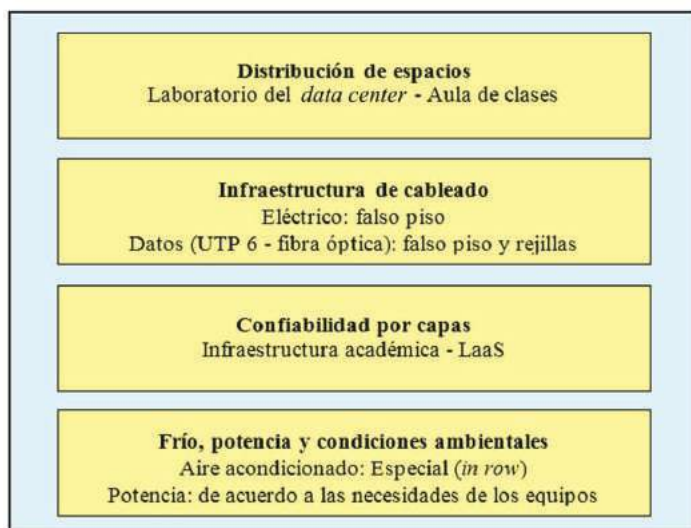 Distribución de espacios
Laboratorio del data center - Aula de clases
Infraestructura de cableado
Eléctrico: falso piso
Datos (UTP 6 - fibra óptica): falso piso y rejillas
Confiabilidad por capas
Infraestructura académica - LaaS
Frío, potencia y condiciones ambientales
Aire acondicionado: Especial (in row)
Potencia: de acuerdo a las necesidades de los equipos